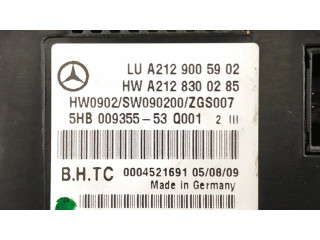 LU A212 900 59 02
HW A212 830 02 85
HW0902/SW090200/ZGS007
5HB 009355-53 Q001 2 III
B.H.TC 0004521691 05/08/09
Made in Germany